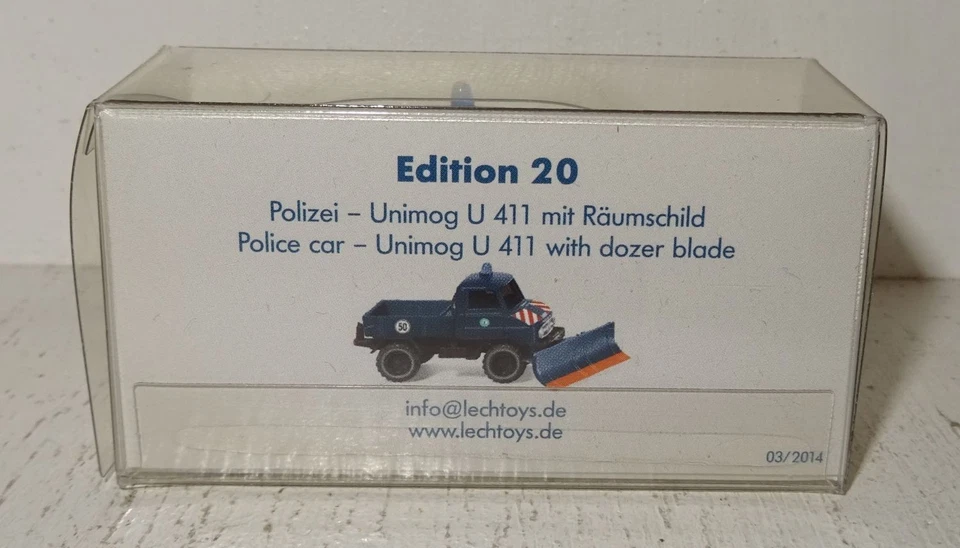 Edition 20
Polizei – Unimog U 411 mit Räumschild
Police car – Unimog U 411 with dozer blade
50
info@lechtoys.de
www.lechtoys.de
03/2014